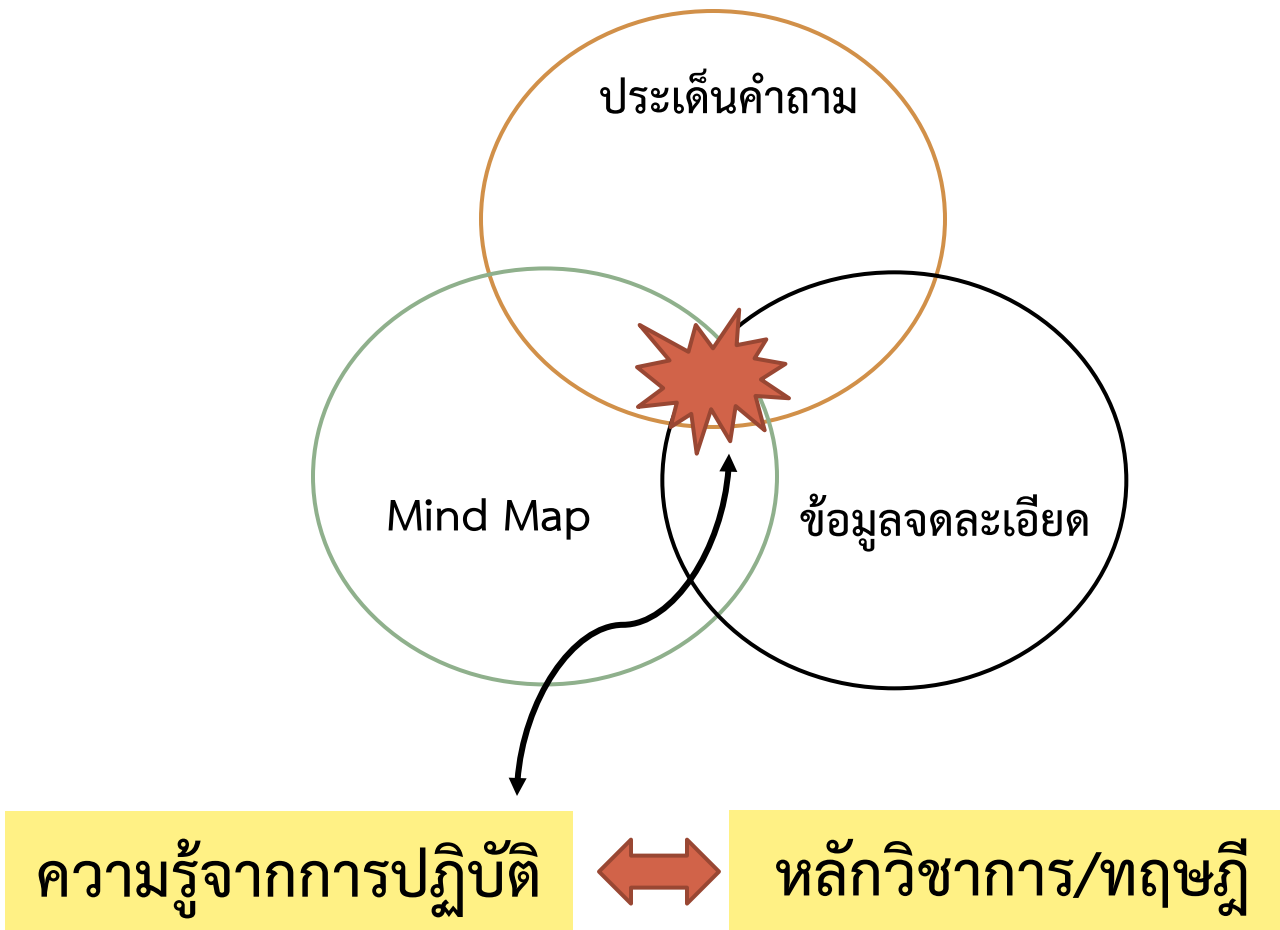 ประเด็นคำถาม
Mind Map
ข้อมูลจดละเอียด
ความรู้จากการปฏิบัติ
หลักวิชาการ/ทฤษฎี